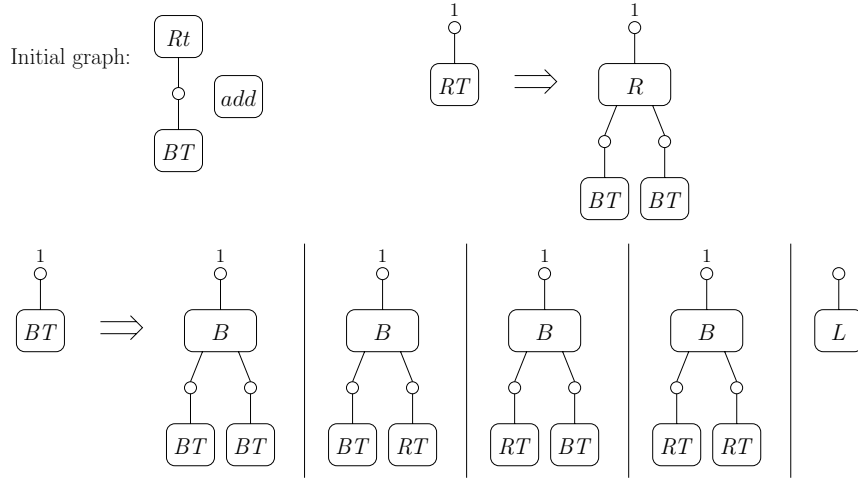 Initial graph:
Rt
add
BT
1 1
RT ⟹ R
BT BT
1 1 1 1 1
BT ⟹ B B B B L
BT BT BT RT RT BT RT RT